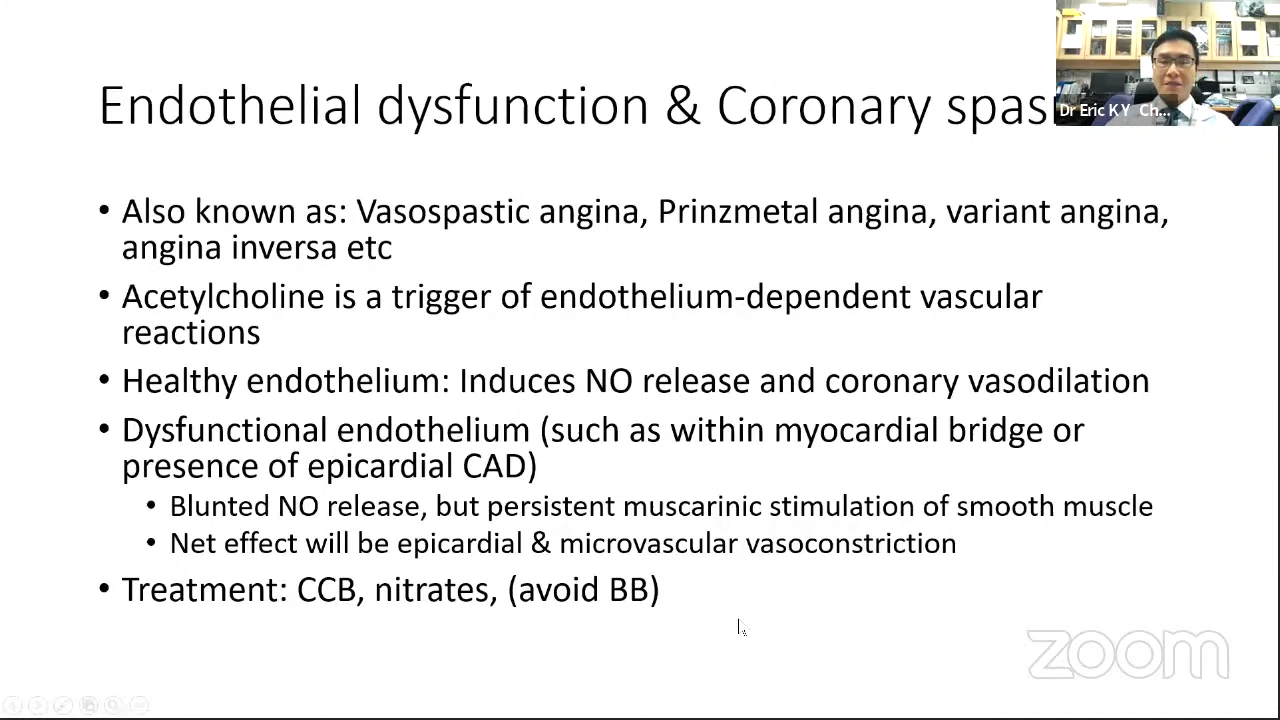 Endothelial dysfunction & Coronary spas
Dr Eric KY Ch...
• Also known as: Vasospastic angina, Prinzmetal angina, variant angina,
angina inversa etc
• Acetylcholine is a trigger of endothelium-dependent vascular
reactions
• Healthy endothelium: Induces NO release and coronary vasodilation
• Dysfunctional endothelium (such as within myocardial bridge or
presence of epicardial CAD)
• Blunted NO release, but persistent muscarinic stimulation of smooth muscle
• Net effect will be epicardial & microvascular vasoconstriction
• Treatment: CCB, nitrates, (avoid BB)
zoom